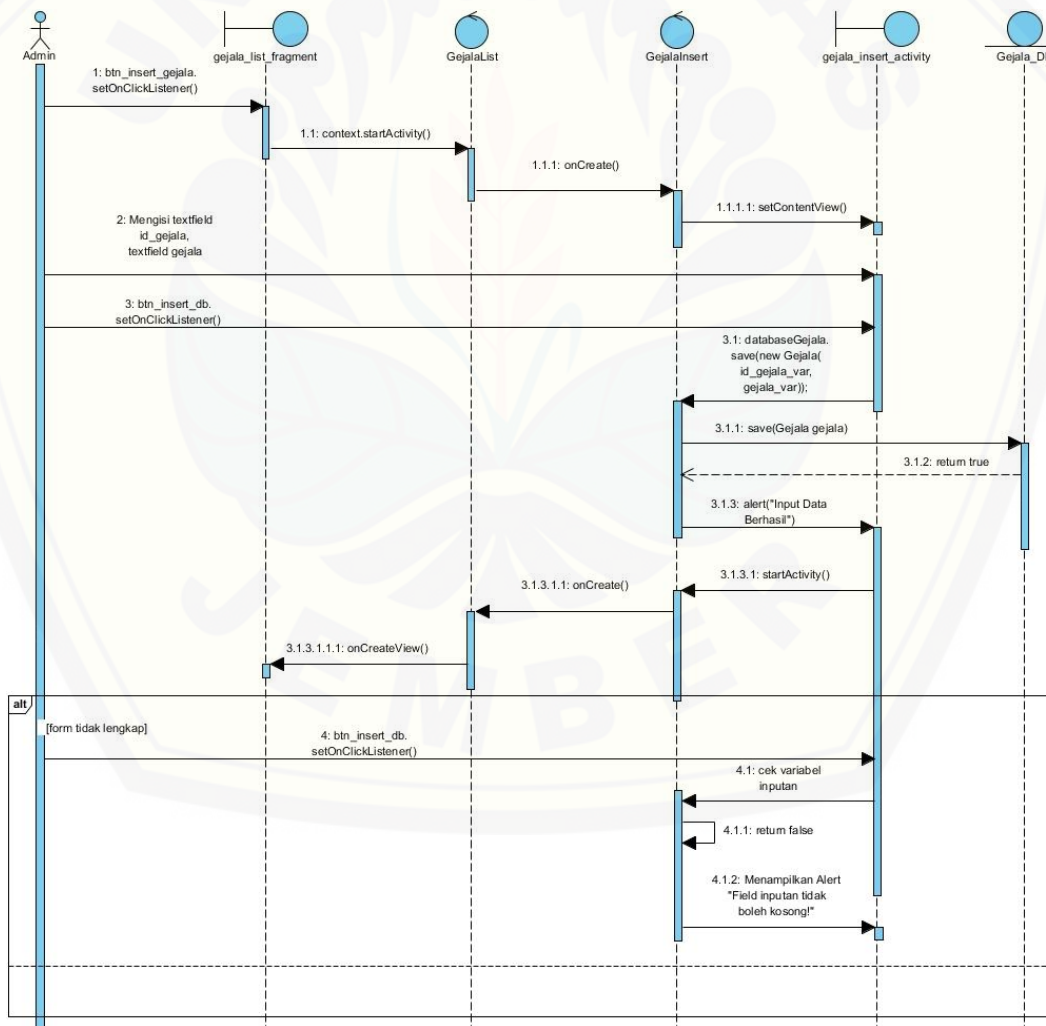 Admin
gejala_list_fragment
GejalaList
GejalaInsert
gejala_insert_activity
1: btn_insert_gejala.
setOnClickListener()
1.1: context.startActivity()
1.1.1: onCreate()
1.1.1.1: setContentView()
2: Mengisi textfield
id_gejala,
textfield gejala
3: btn_insert_db.
setOnClickListener()
3.1: databaseGejala.
save(new Gejala(
id_gejala_var,
gejala_var));
3.1.1: save(Gejala gejala)
3.1.2: return true
3.1.3: alert("Input Data
Berhasil")
3.1.3.1: startActivity()
3.1.3.1.1: onCreate()
3.1.3.1.1.1: onCreateView()
alt
[form tidak lengkap]
4: btn_insert_db.
setOnClickListener()
4.1: cek variabel
inputan
4.1.1: return false
4.1.2: Menampilkan Alert
"Field inputan tidak
boleh kosong!"
JEMBER